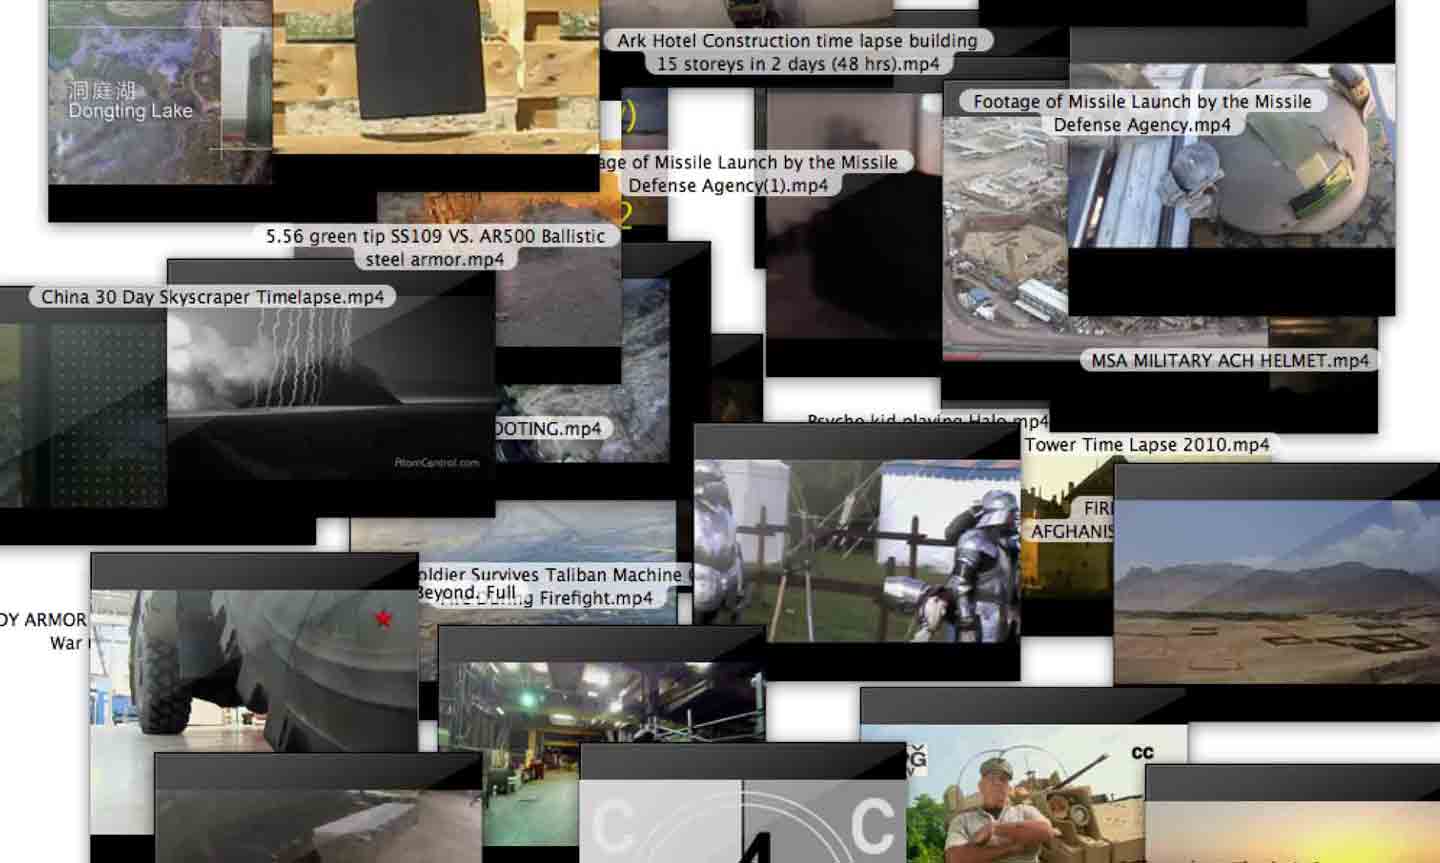 洞庭湖
Dongting Lake
Ark Hotel Construction time lapse building
15 storeys in 2 days (48 hrs).mp4
Footage of Missile Launch by the Missile
Defense Agency.mp4
)
age of Missile Launch by the Missile
Defense Agency(1).mp4
2
5.56 green tip SS109 VS. AR500 Ballistic
steel armor.mp4
China 30 Day Skyscraper Timelapse.mp4
MSA MILITARY ACH HELMET.mp4
Psycho kid playing Halo.mp4
OOTING.mp4
Tower Time Lapse 2010.mp4
AtomCentral.com
FIR
AFGHANIS
oldier Survives Taliban Machine
Beyond, Full
During Firefight.mp4
DY ARMOR
War
CC
C C
4